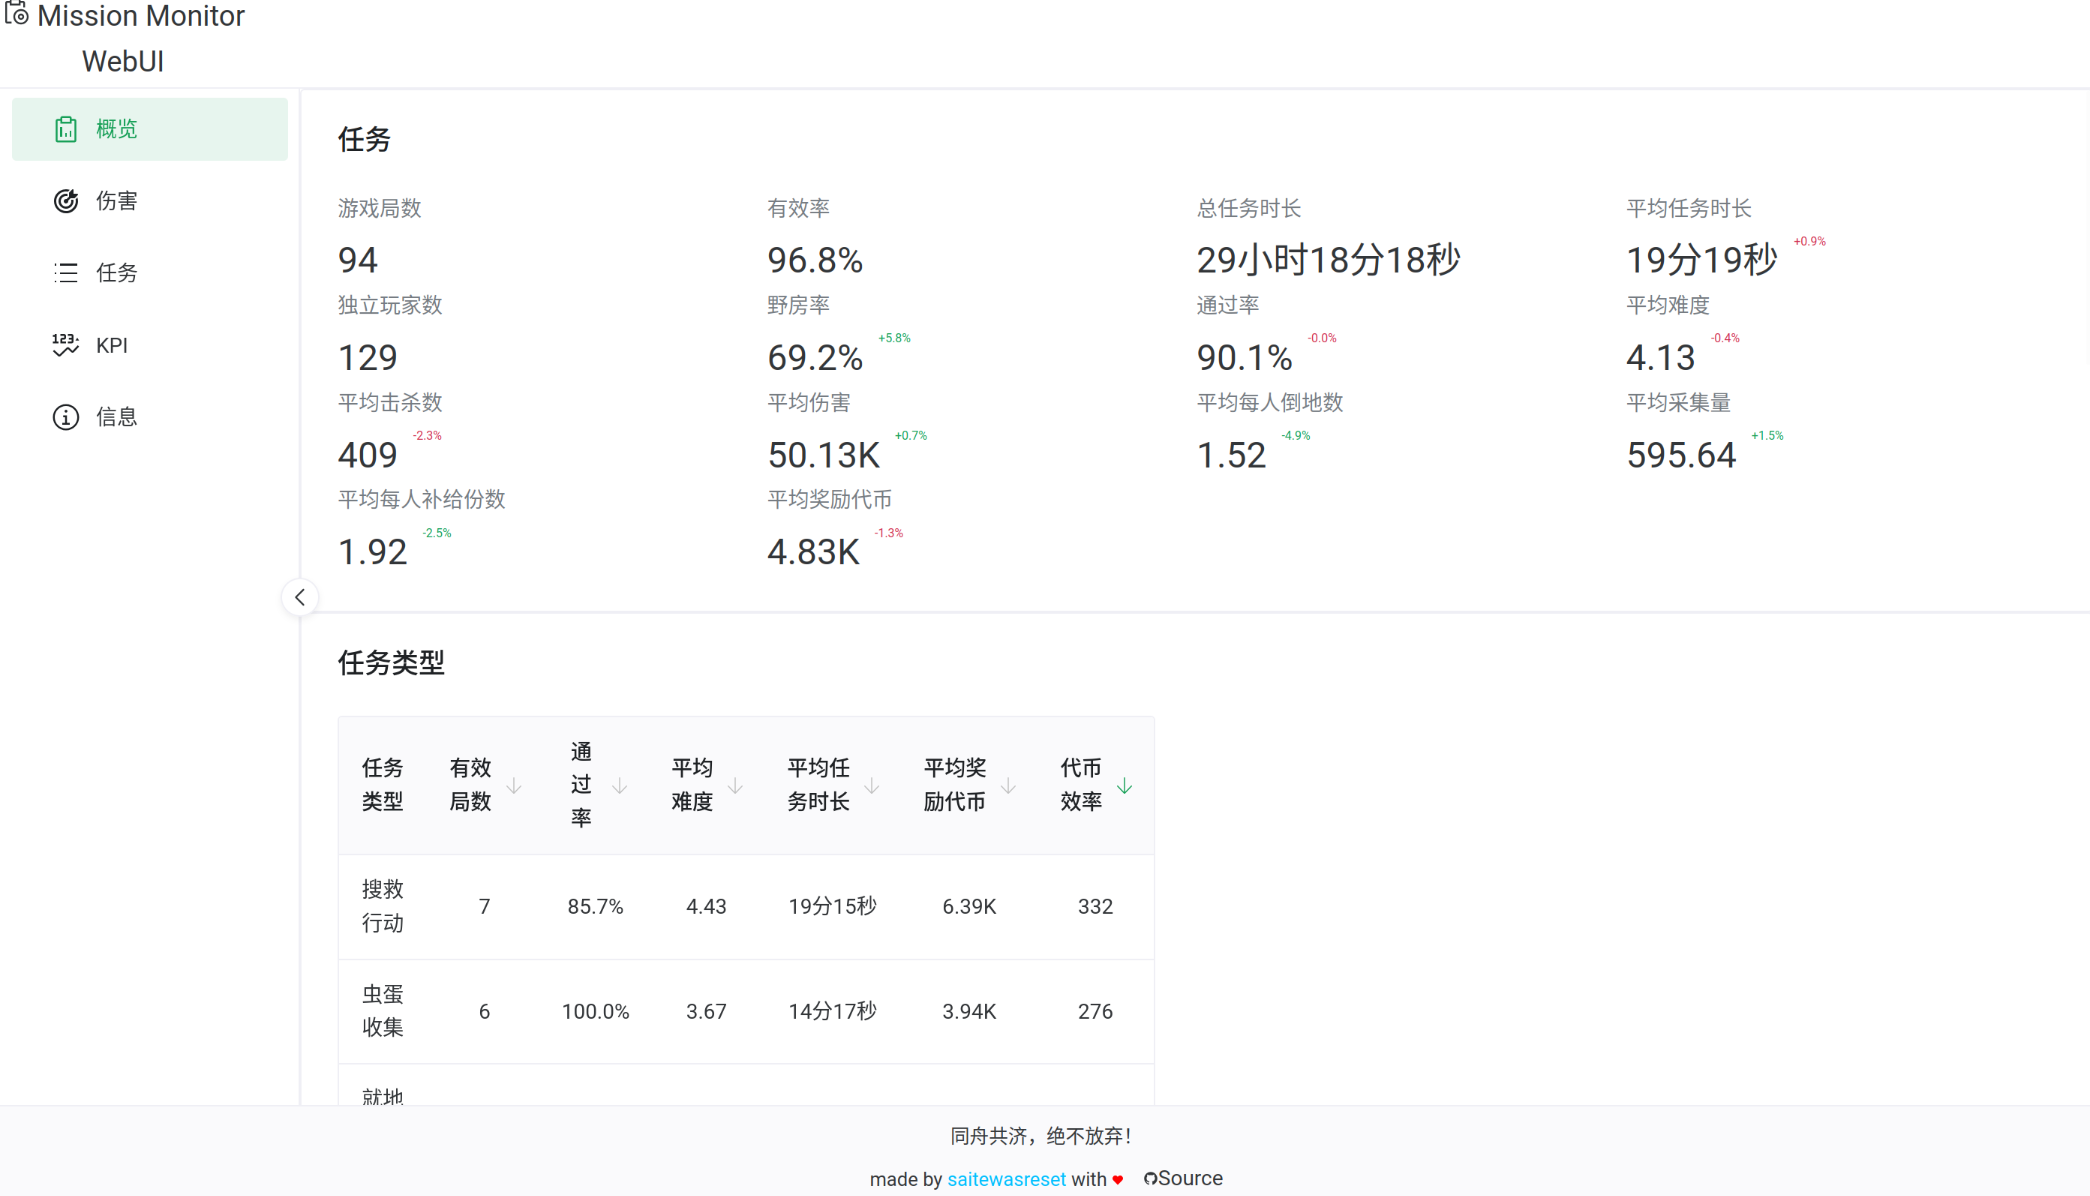 Mission Monitor
WebUI
概览
伤害
任务
KPI
信息
任务
游戏局数
94
有效率
96.8%
总任务时长
29小时18分18秒
平均任务时长
19分19秒 +0.9%
独立玩家数
129
野房率
69.2% +5.8%
通过率
90.1% -0.0%
平均难度
4.13 -0.4%
平均击杀数
409 -2.3%
平均伤害
50.13K +0.7%
平均每人倒地数
1.52 -4.9%
平均采集量
595.64 +1.5%
平均每人补给份数
1.92 -2.5%
平均奖励代币
4.83K -1.3%
任务类型
任务
类型
有效
局数
通
过
率
平均
难度
平均任
务时长
平均奖
励代币
代币
效率
搜救
行动
7
85.7%
4.43
19分15秒
6.39K
332
虫蛋
收集
6
100.0%
3.67
14分17秒
3.94K
276
就地
同舟共济，绝不放弃！
made by saitewasreset with ♥ Source